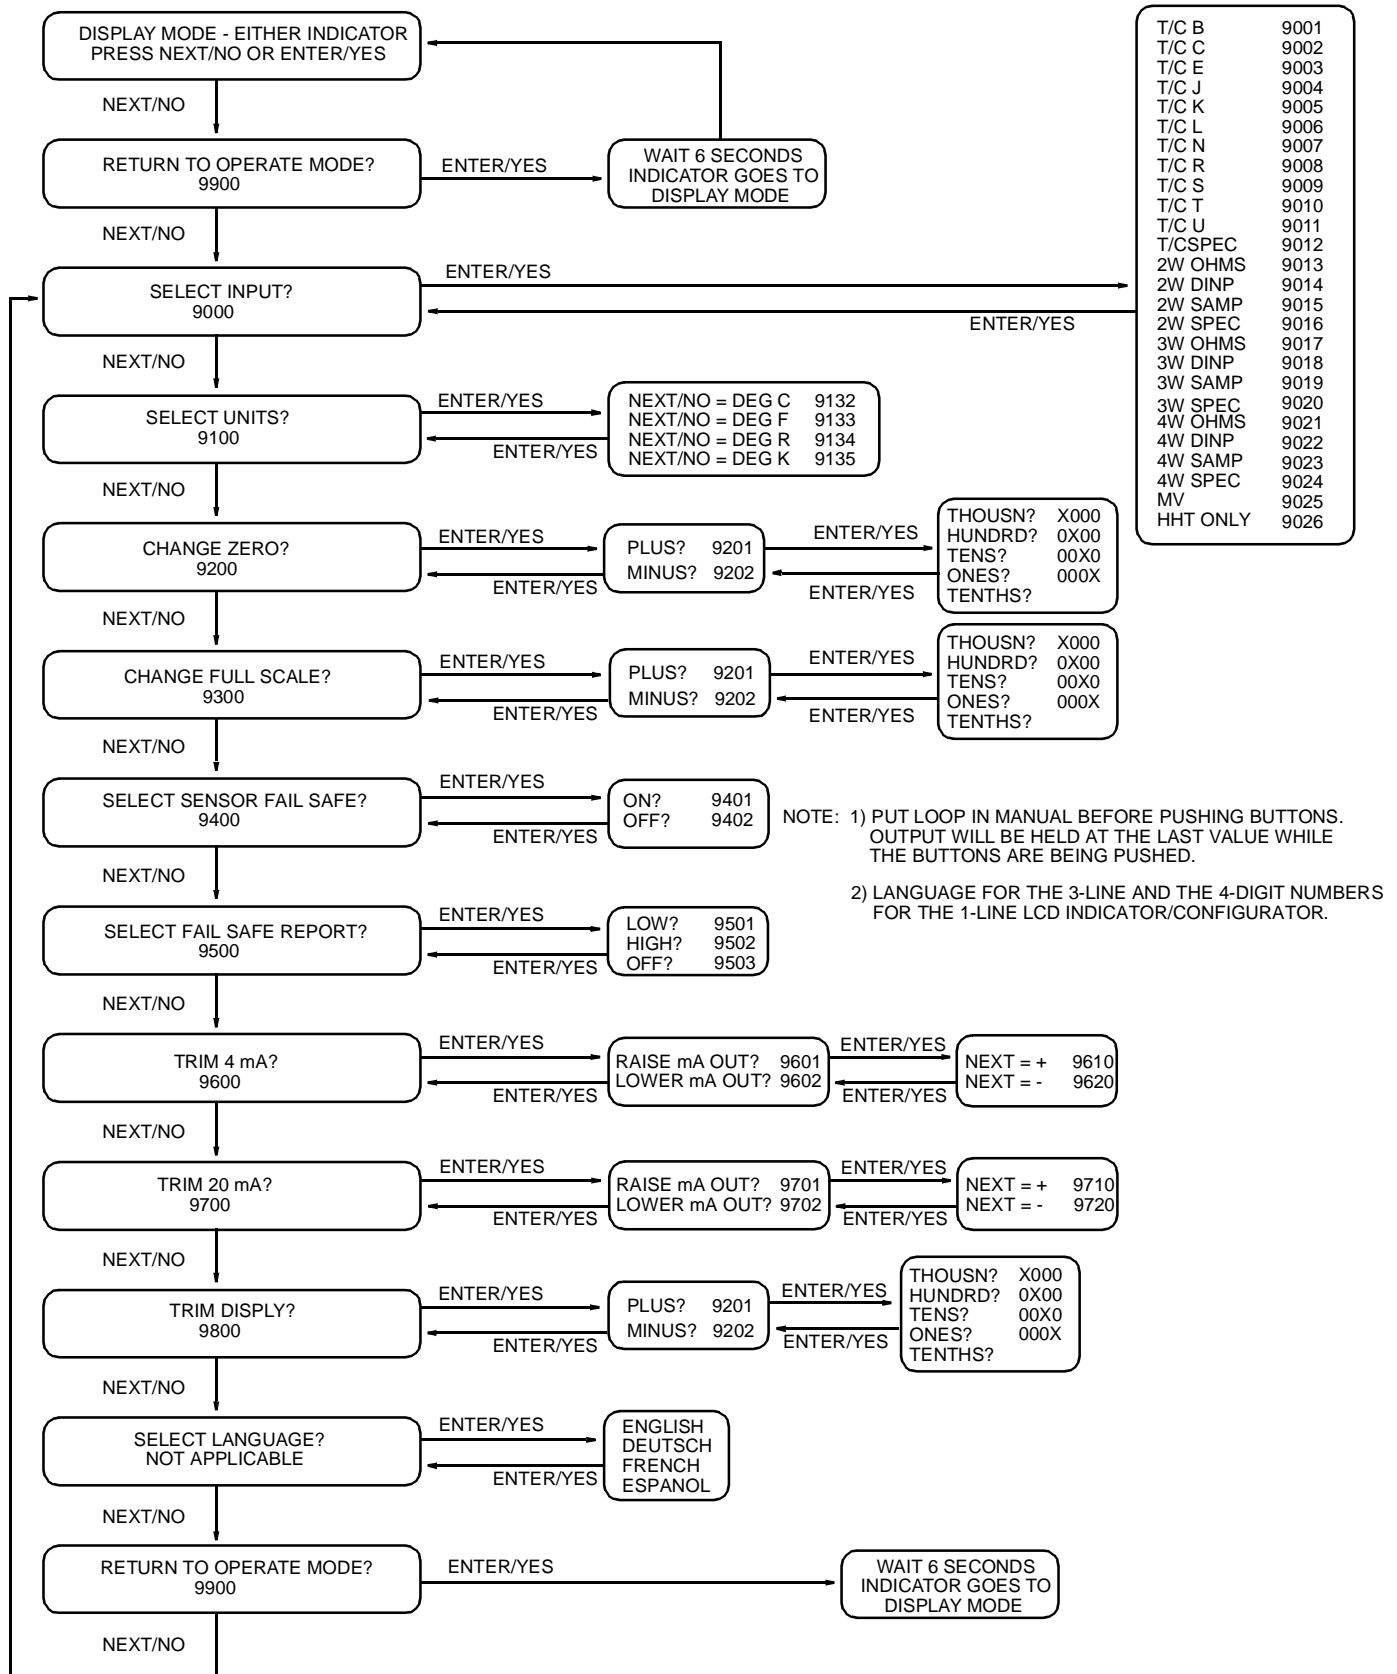 DISPLAY MODE - EITHER INDICATOR
PRESS NEXT/NO OR ENTER/YES
NEXT/NO
RETURN TO OPERATE MODE?
9900
ENTER/YES
WAIT 6 SECONDS
INDICATOR GOES TO
DISPLAY MODE
NEXT/NO
SELECT INPUT?
9000
ENTER/YES
ENTER/YES
T/C B 9001
T/C C 9002
T/C E 9003
T/C J 9004
T/C K 9005
T/C L 9006
T/C N 9007
T/C R 9008
T/C S 9009
T/C T 9010
T/C U 9011
T/CSPEC 9012
2W OHMS 9013
2W DINP 9014
2W SAMP 9015
2W SPEC 9016
3W OHMS 9017
3W DINP 9018
3W SAMP 9019
3W SPEC 9020
4W OHMS 9021
4W DINP 9022
4W SAMP 9023
4W SPEC 9024
MV 9025
HHT ONLY 9026
NEXT/NO
SELECT UNITS?
9100
ENTER/YES
ENTER/YES
NEXT/NO = DEG C 9132
NEXT/NO = DEG F 9133
NEXT/NO = DEG R 9134
NEXT/NO = DEG K 9135
NEXT/NO
CHANGE ZERO?
9200
ENTER/YES
ENTER/YES
PLUS? 9201
MINUS? 9202
ENTER/YES
ENTER/YES
THOUSN? X000
HUNDRD? 0X00
TENS? 00X0
ONES? 000X
TENTHS?
NEXT/NO
CHANGE FULL SCALE?
9300
ENTER/YES
ENTER/YES
PLUS? 9201
MINUS? 9202
ENTER/YES
ENTER/YES
THOUSN? X000
HUNDRD? 0X00
TENS? 00X0
ONES? 000X
TENTHS?
NEXT/NO
SELECT SENSOR FAIL SAFE?
9400
ENTER/YES
ENTER/YES
ON? 9401
OFF? 9402
NOTE: 1) PUT LOOP IN MANUAL BEFORE PUSHING BUTTONS.
OUTPUT WILL BE HELD AT THE LAST VALUE WHILE
THE BUTTONS ARE BEING PUSHED.
2) LANGUAGE FOR THE 3-LINE AND THE 4-DIGIT NUMBERS
FOR THE 1-LINE LCD INDICATOR/CONFIGURATOR.
NEXT/NO
SELECT FAIL SAFE REPORT?
9500
ENTER/YES
ENTER/YES
LOW? 9501
HIGH? 9502
OFF? 9503
NEXT/NO
TRIM 4 mA?
9600
ENTER/YES
ENTER/YES
RAISE mA OUT? 9601
LOWER mA OUT? 9602
ENTER/YES
ENTER/YES
NEXT = + 9610
NEXT = - 9620
NEXT/NO
TRIM 20 mA?
9700
ENTER/YES
ENTER/YES
RAISE mA OUT? 9701
LOWER mA OUT? 9702
ENTER/YES
ENTER/YES
NEXT = + 9710
NEXT = - 9720
NEXT/NO
TRIM DISPLY?
9800
ENTER/YES
ENTER/YES
PLUS? 9201
MINUS? 9202
ENTER/YES
ENTER/YES
THOUSN? X000
HUNDRD? 0X00
TENS? 00X0
ONES? 000X
TENTHS?
NEXT/NO
SELECT LANGUAGE?
NOT APPLICABLE
ENTER/YES
ENTER/YES
ENGLISH
DEUTSCH
FRENCH
ESPANOL
NEXT/NO
RETURN TO OPERATE MODE?
9900
ENTER/YES
WAIT 6 SECONDS
INDICATOR GOES TO
DISPLAY MODE
NEXT/NO